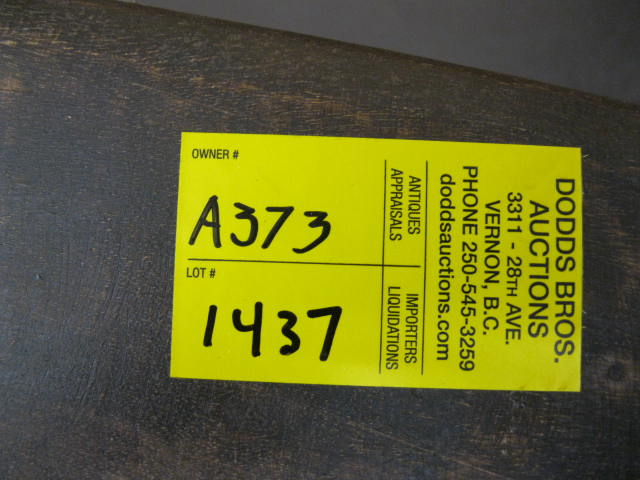 OWNER #
A373
LOT #
1437
ANTIQUES
APPRAISALS
IMPORTERS
LIQUIDATIONS
DODDS BROS.
AUCTIONS
3311 - 28TH AVE.
VERNON, B.C.
PHONE 250-545-3259
doddsauctions.com